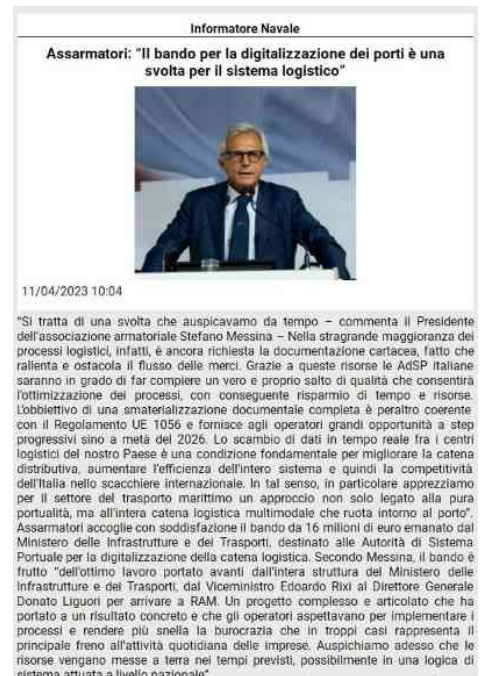 Informatore Navale
Assarmatori: “Il bando per la digitalizzazione dei porti è una
svolta per il sistema logistico”
11/04/2023 10:04
"Si tratta di una svolta che auspicavamo da tempo – commenta il Presidente
dell'associazione armatoriale Stefano Messina – Nella stragrande maggioranza dei
processi logistici, infatti, è ancora richiesta la documentazione cartacea, fatto che
rallenta e ostacola il flusso delle merci. Grazie a queste risorse le AdSP italiane
saranno in grado di far compiere un vero e proprio salto di qualità che consentirà
l'ottimizzazione dei processi, con conseguente risparmio di tempo e risorse.
L'obbiettivo di una smaterializzazione documentale completa è peraltro coerente
con il Regolamento UE 1056 e fornisce agli operatori grandi opportunità a step
progressivi sino a metà del 2026. Lo scambio di dati in tempo reale fra i centri
logistici del nostro Paese è una condizione fondamentale per migliorare la catena
distributiva, aumentare l'efficienza dell'intero sistema e quindi la competitività
dell'Italia nello scacchiere internazionale. In tal senso, in particolare apprezziamo
per il settore del trasporto marittimo un approccio non solo legato alla pura
portualità, ma all'intera catena logistica multimodale che ruota intorno al porto".
Assarmatori accoglie con soddisfazione il bando da 16 milioni di euro emanato dal
Ministero delle Infrastrutture e dei Trasporti, destinato alle Autorità di Sistema
Portuale per la digitalizzazione della catena logistica. Secondo Messina, il bando è
frutto "dell'ottimo lavoro portato avanti dall'intera struttura del Ministero delle
Infrastrutture e dei Trasporti, dal Viceministro Edoardo Rixi al Direttore Generale
Donato Liguori per arrivare a RAM. Un progetto complesso e articolato che ha
portato a un risultato concreto e che gli operatori aspettavano per implementare i
processi e rendere più snella la burocrazia che in troppi casi rappresenta il
principale freno all'attività quotidiana delle imprese. Auspichiamo adesso che le
risorse vengano messe a terra nei tempi previsti, possibilmente in una logica di
sistema attuata a livello nazionale"